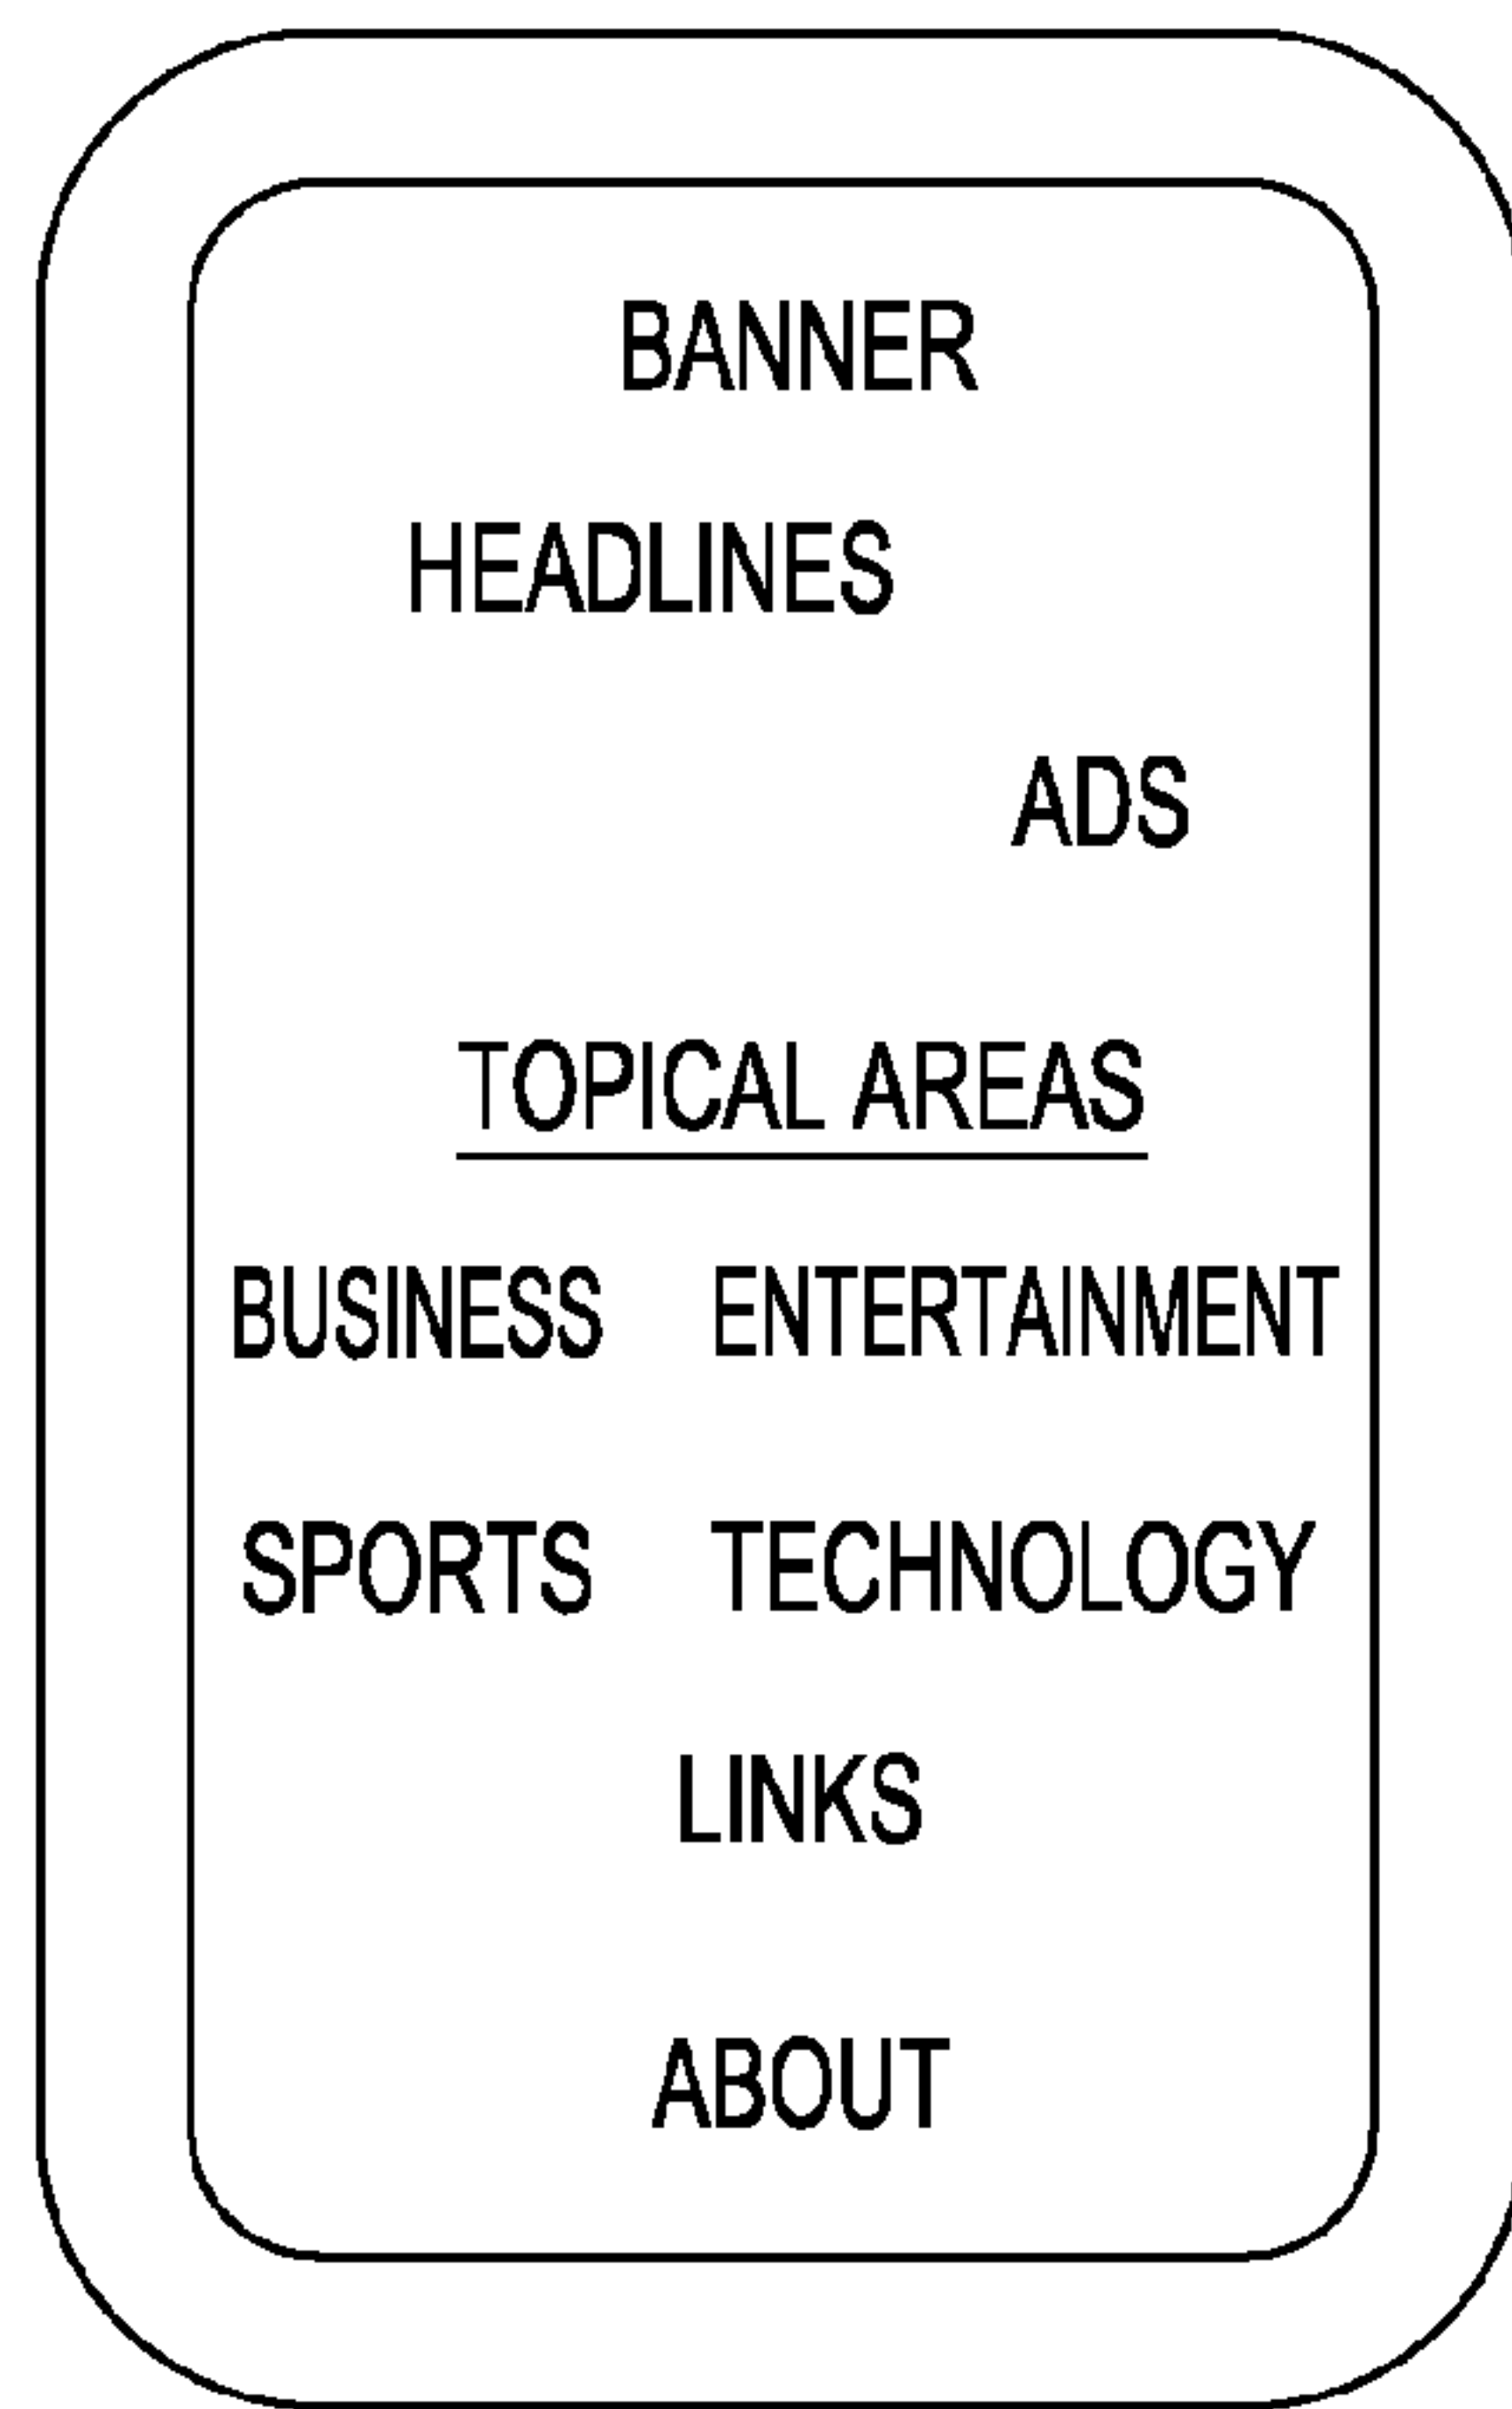 BANNER
HEADLINES
ADS
TOPICAL AREAS
BUSINESS ENTERTAINMENT
SPORTS TECHNOLOGY
LINKS
ABOUT